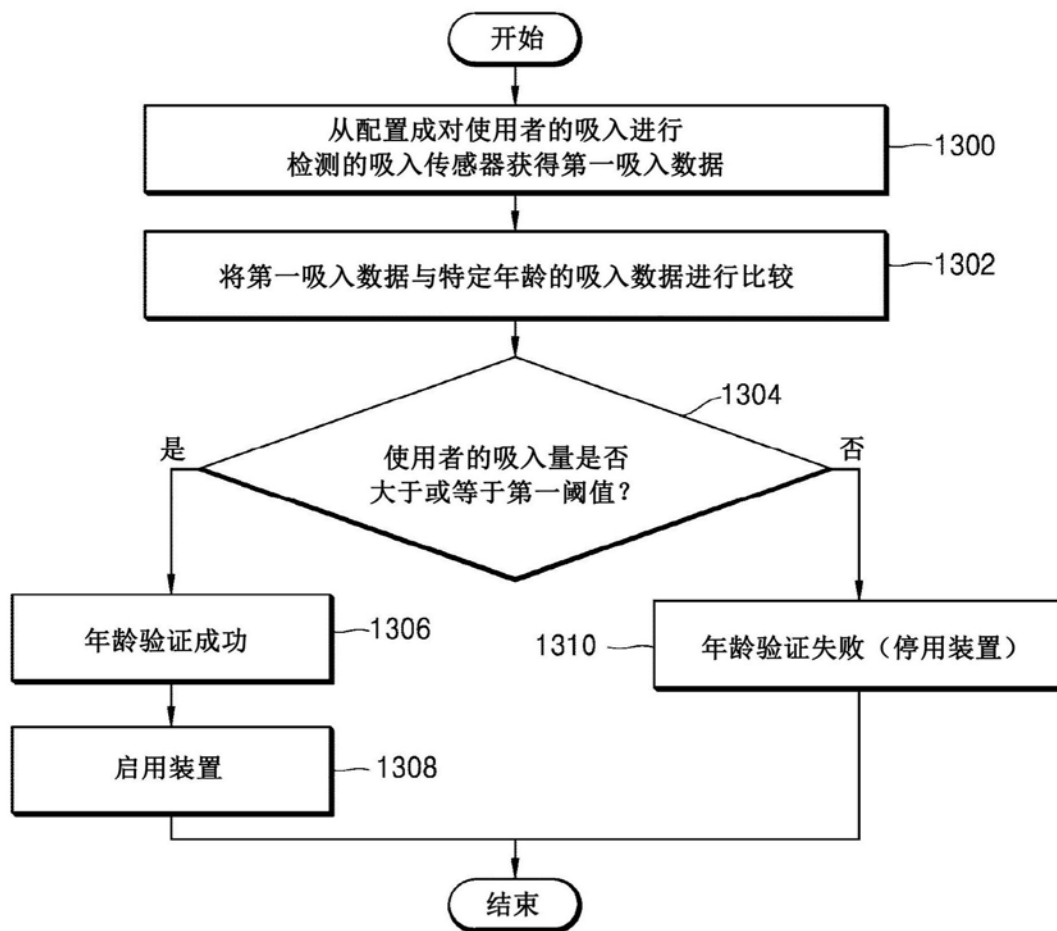 开始
从配置成对使用者的吸入进行
检测的吸入传感器获得第一吸入数据
1300
将第一吸入数据与特定年龄的吸入数据进行比较
1302
1304
使用者的吸入量是否
大于或等于第一阈值？
是
否
年龄验证成功
1306
1310
年龄验证失败（停用装置）
启用装置
1308
结束